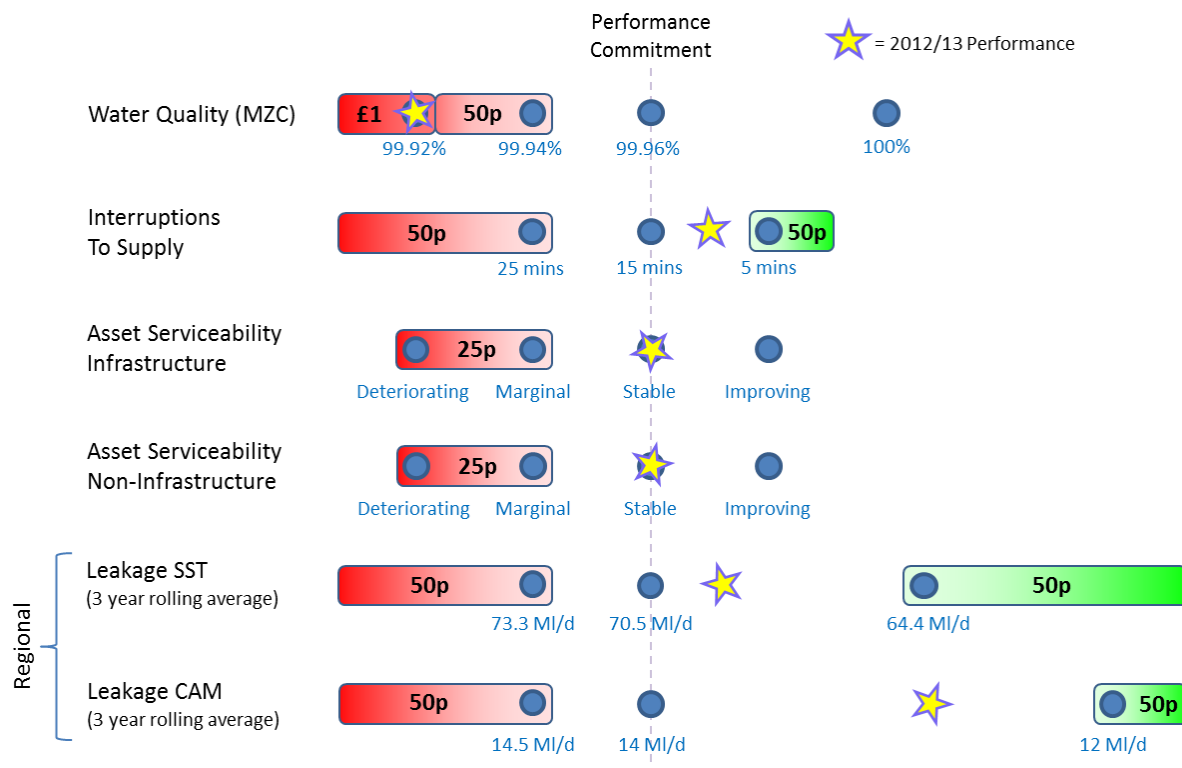 Performance
Commitment
= 2012/13 Performance
Water Quality (MZC)
£1
50p
99.92%
99.94%
99.96%
100%
Interruptions
To Supply
50p
50p
25 mins
15 mins
5 mins
Asset Serviceability
Infrastructure
25p
Deteriorating
Marginal
Stable
Improving
Asset Serviceability
Non-Infrastructure
25p
Deteriorating
Marginal
Stable
Improving
Regional
Leakage SST
(3 year rolling average)
50p
50p
73.3 Ml/d
70.5 Ml/d
64.4 Ml/d
Leakage CAM
(3 year rolling average)
50p
50p
14.5 Ml/d
14 Ml/d
12 Ml/d